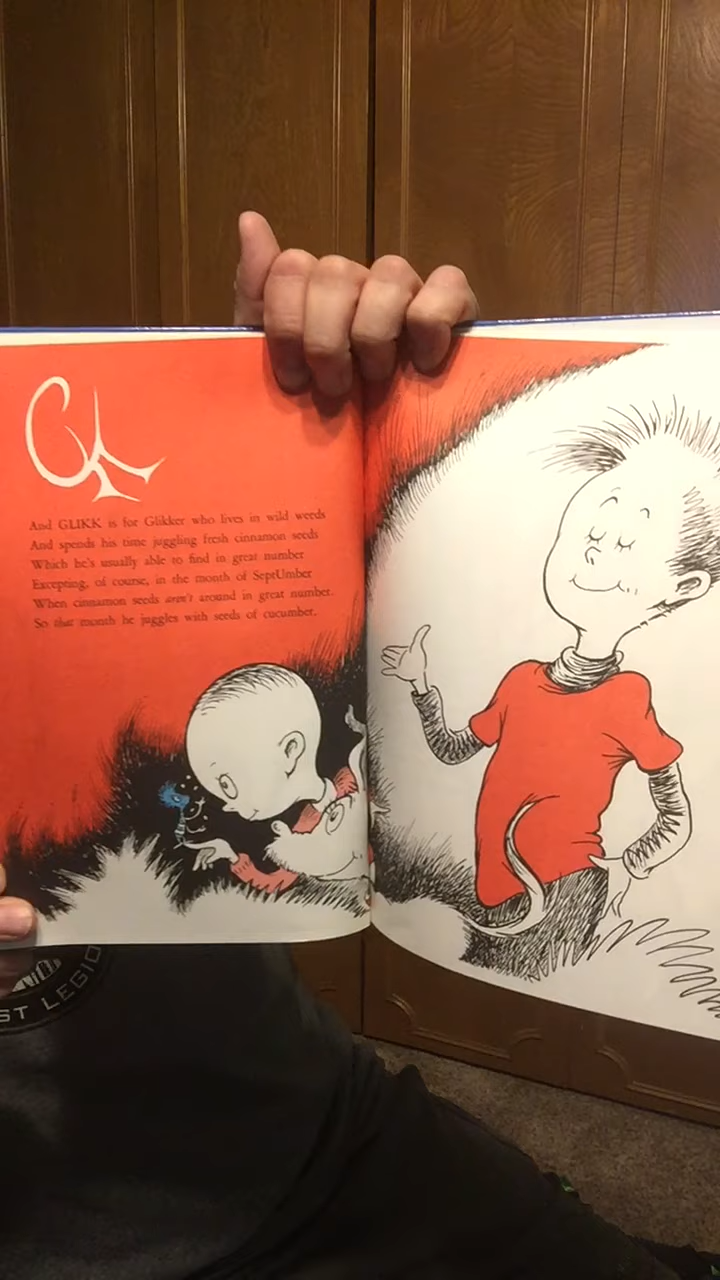 And GLIKK is for Glikker who lives in wild weeds
And spends his time juggling fresh cinnamon seeds
Which he's usually able to find in great number
Excepting, of course, in the month of SeptUmber
When cinnamon seeds aren't around in great number.
So that month he juggles with seeds of cucumber.
ST LEGIO